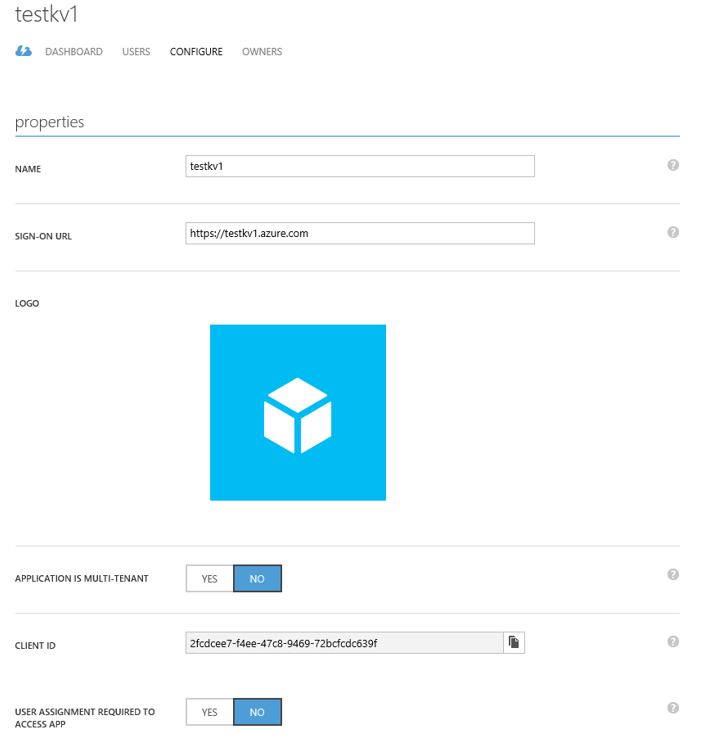 testkv1
DASHBOARD USERS CONFIGURE OWNERS
properties
NAME
testkv1
?
SIGN-ON URL
https://testkv1.azure.com
?
LOGO
APPLICATION IS MULTI-TENANT
YES NO
?
CLIENT ID
2fcdcee7-f4ee-47c8-9469-72bcfcdc639f
?
USER ASSIGNMENT REQUIRED TO
ACCESS APP
YES NO
?